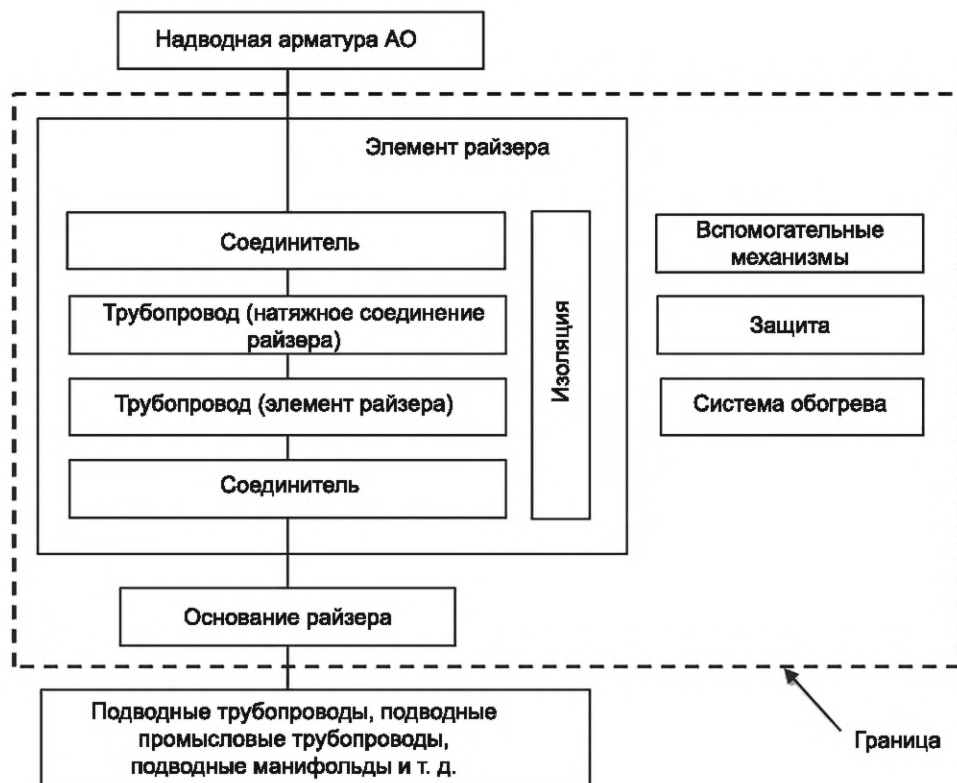 Надводная арматура АО
Элемент райзера
Соединитель
Трубопровод (натяжное соединение
райзера)
Трубопровод (элемент райзера)
Соединитель
Изоляция
Вспомогательные
механизмы
Защита
Система обогрева
Основание райзера
Подводные трубопроводы, подводные
промысловые трубопроводы,
подводные манифольды и т. д.
Граница